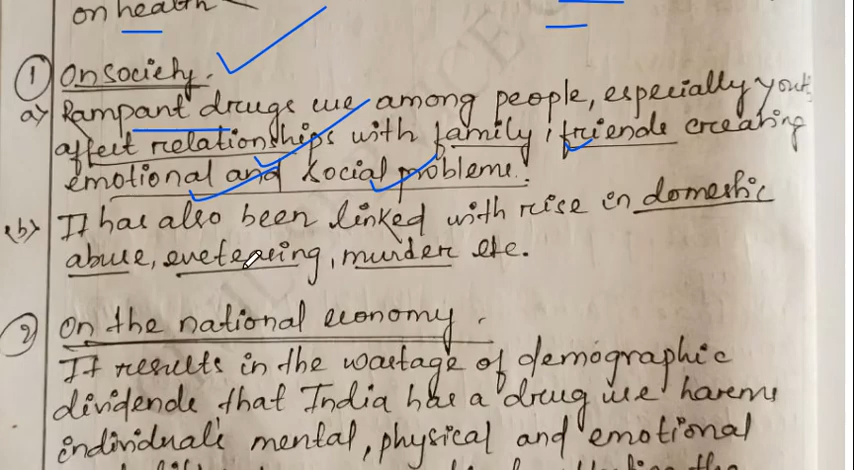 on health
① On society.
a) Rampant drugs use among people, especially youth
affect relationships with family, friends creating
emotional and social problems.
(b) It has also been linked with rise in domestic
abuse, eveteasing, murder etc.
② On the national economy.
It results in the wastage of demographic
dividends that India has a drug use harms
individual's mental, physical and emotional